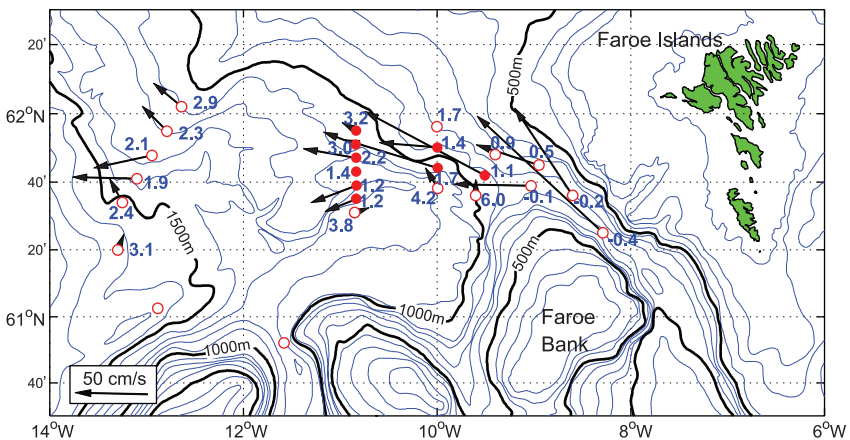 20'
Faroe Islands
500m
62°N
2.9
3.2
1.7
2.3
3.0
1.4
0.9
2.1
2.2
0.5
40'
1.9
1.4
1.7
1.1
1.2
4.2
6.0
-0.1
-0.2
2.4
1.2
3.8
-0.4
1500m
20'
3.1
500m
61°N
1000m
Faroe
Bank
1000m
40'
50 cm/s
14°W
12°W
10°W
8°W
6°W